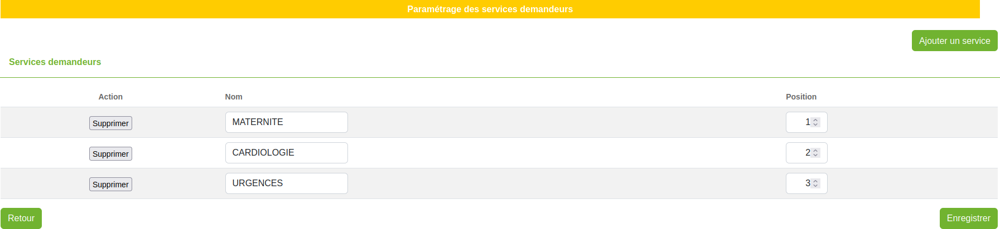 Paramétrage des services demandeurs
Ajouter un service
Services demandeurs
Action Nom Position
Supprimer MATERNITE 1
Supprimer CARDIOLOGIE 2
Supprimer URGENCES 3
Retour Enregistrer